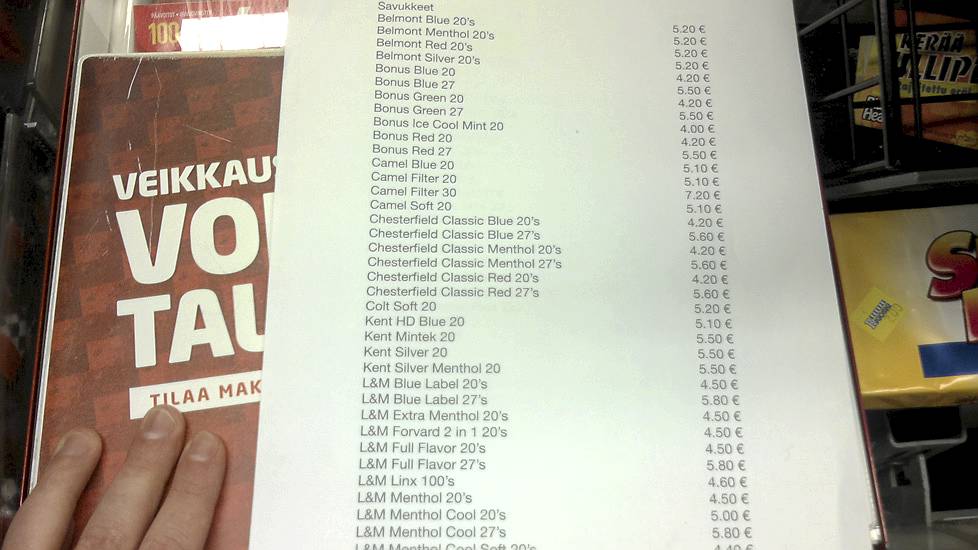 PÄÄVOITOT
100
VEIKKAUS
VOI
TAU
TILAA MAK
Savukkeet
Belmont Blue 20's 5.20 €
Belmont Menthol 20's 5.20 €
Belmont Red 20's 5.20 €
Belmont Silver 20's 5.20 €
Bonus Blue 20 4.20 €
Bonus Blue 27 5.50 €
Bonus Green 20 4.20 €
Bonus Green 27 5.50 €
Bonus Ice Cool Mint 20 4.00 €
Bonus Red 20 4.20 €
Bonus Red 27 5.50 €
Camel Blue 20 5.10 €
Camel Filter 20 5.10 €
Camel Filter 30 7.20 €
Camel Soft 20 5.10 €
Chesterfield Classic Blue 20's 4.20 €
Chesterfield Classic Blue 27's 5.60 €
Chesterfield Classic Menthol 20's 4.20 €
Chesterfield Classic Menthol 27's 5.60 €
Chesterfield Classic Red 20's 4.20 €
Chesterfield Classic Red 27's 5.60 €
Colt Soft 20 5.20 €
Kent HD Blue 20 5.10 €
Kent Mintek 20 5.50 €
Kent Silver 20 5.50 €
Kent Silver Menthol 20 5.50 €
L&M Blue Label 20's 4.50 €
L&M Blue Label 27's 5.80 €
L&M Extra Menthol 20's 4.50 €
L&M Forvard 2 in 1 20's 4.50 €
L&M Full Flavor 20's 4.50 €
L&M Full Flavor 27's 5.80 €
L&M Linx 100's 4.60 €
L&M Menthol 20's 4.50 €
L&M Menthol Cool 20's 5.00 €
L&M Menthol Cool 27's 5.80 €
L&M Menthol Cool Soft 20's 4.40 €
KERÄÄ